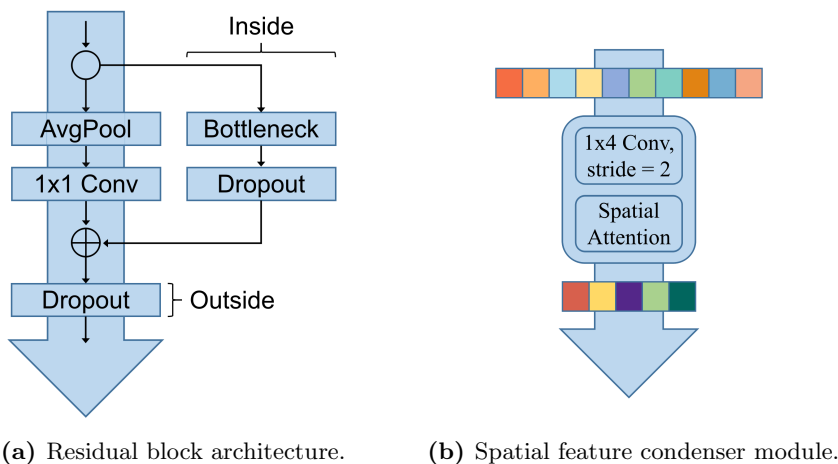 Inside
AvgPool
Bottleneck
1x1 Conv
Dropout
Dropout
Outside
(a) Residual block architecture.
1x4 Conv,
stride = 2
Spatial
Attention
(b) Spatial feature condenser module.